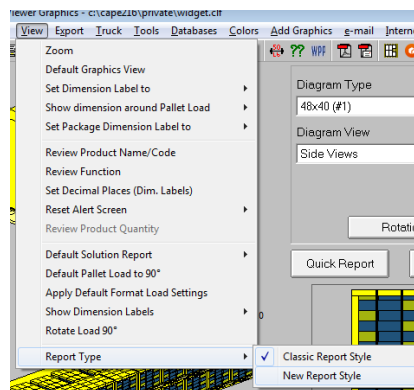 iewer Graphics - c:\cape216\private\widget.clf
View Export Truck Tools Databases Colors Add Graphics e-mail Internet
?? WPF
Zoom
Default Graphics View
Set Dimension Label to
Show dimension around Pallet Load
Set Package Dimension Label to
Review Product Name/Code
Review Function
Set Decimal Places (Dim. Labels)
Reset Alert Screen
Review Product Quantity
Default Solution Report
Default Pallet Load to 90°
Apply Default Format Load Settings
Show Dimension Labels
Rotate Load 90°
Report Type
Classic Report Style
New Report Style
Diagram Type
48x40 (#1)
Diagram View
Side Views
Rotati
Quick Report
0